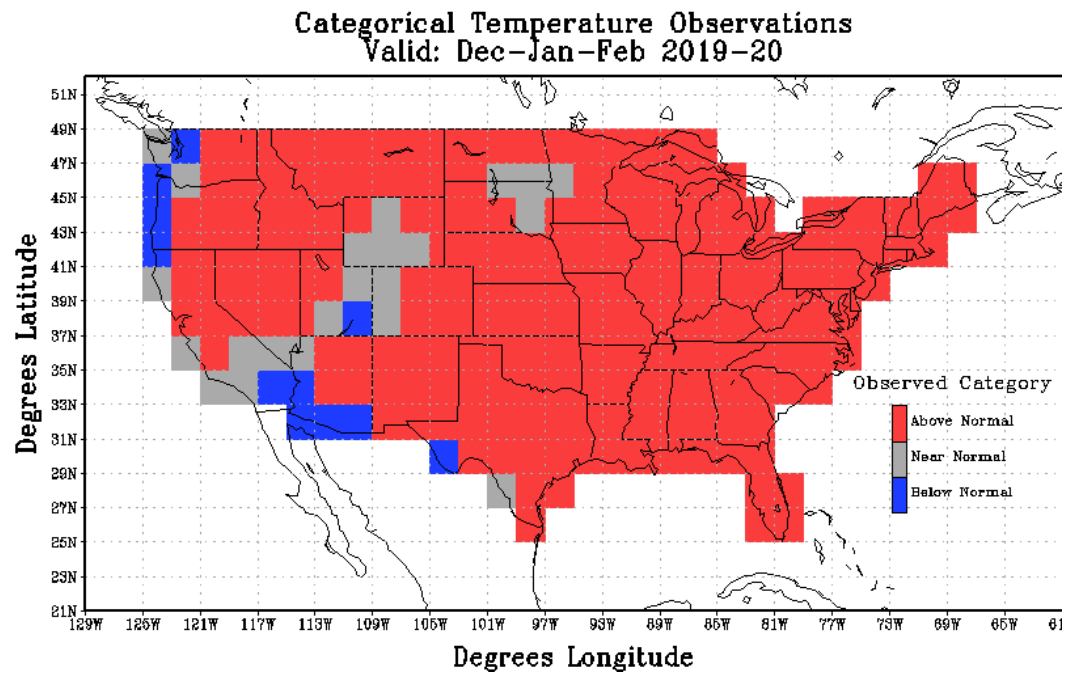 Categorical Temperature Observations
Valid: Dec-Jan-Feb 2019-20
51N
49N
47N
45N
43N
41N
39N
37N
35N
33N
31N
29N
27N
25N
23N
21N
Degrees Latitude
Observed Category
Above Normal
Near Normal
Below Normal
129W 125W 121W 117W 113W 109W 105W 101W 97W 93W 89W 85W 81W 77W 73W 69W 65W 61
Degrees Longitude